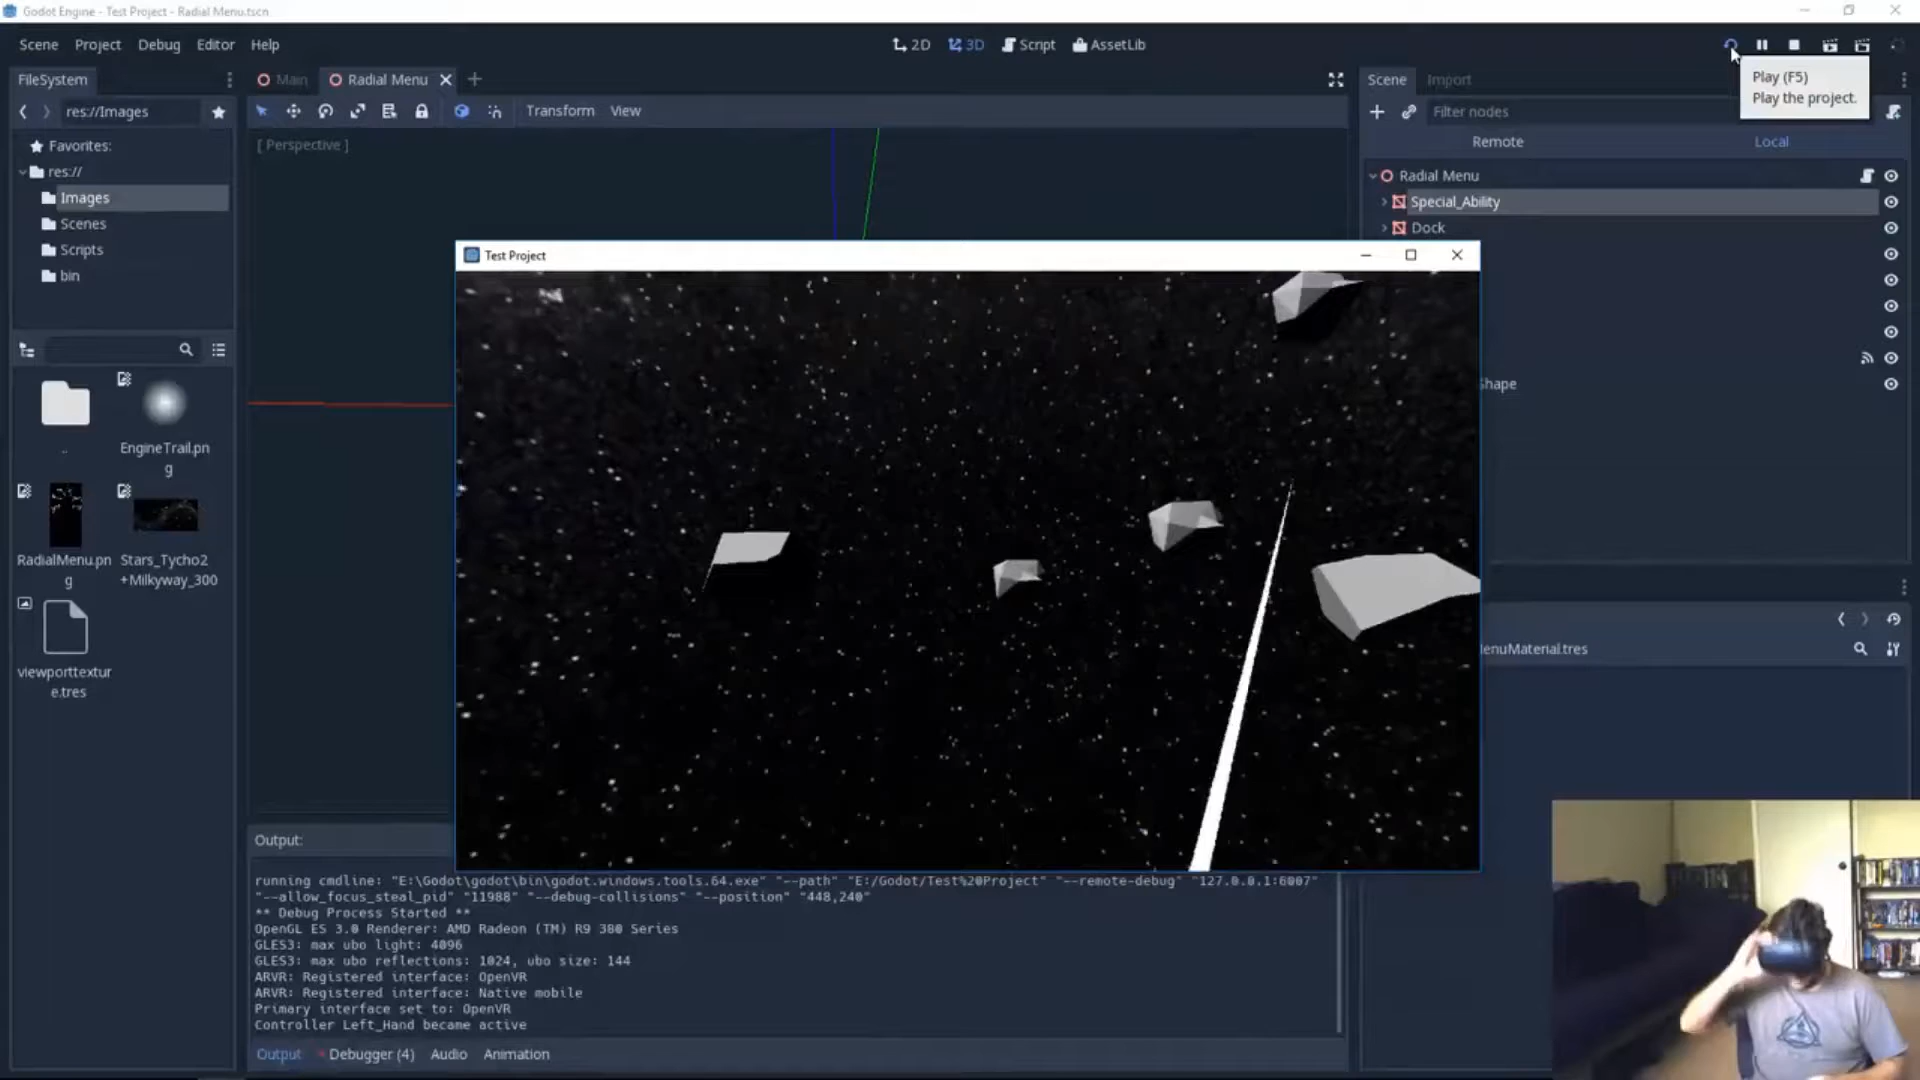 Godot Engine - Test Project - Radial Menu.tscn
Scene Project Debug Editor Help
2D 3D Script AssetLib
Play (F5)
Play the project.
FileSystem
Main Radial Menu
Scene Import
res://Images
Transform View
Filter nodes
[ Perspective ]
Remote Local
Favorites:
res://
Images
Scenes
Scripts
bin
Radial Menu
Special_Ability
Dock
Shape
Test Project
..
EngineTrail.pn
g
RadialMenu.pn
g
Stars_Tycho2
+Milkyway_300
viewporttextur
e.tres
enuMaterial.tres
Output:
running cmdline: "E:\Godot\godot\bin\godot.windows.tools.64.exe" "--path" "E:/Godot/Test%20Project" "--remote-debug" "127.0.0.1:6007"
"--allow_focus_steal_pid" "11988" "--debug-collisions" "--position" "448,240"
** Debug Process Started **
OpenGL ES 3.0 Renderer: AMD Radeon (TM) R9 380 Series
GLES3: max ubo light: 4096
GLES3: max ubo reflections: 1024, ubo size: 144
ARVR: Registered interface: OpenVR
ARVR: Registered interface: Native mobile
Primary interface set to: OpenVR
Controller Left_Hand became active
Output Debugger (4) Audio Animation